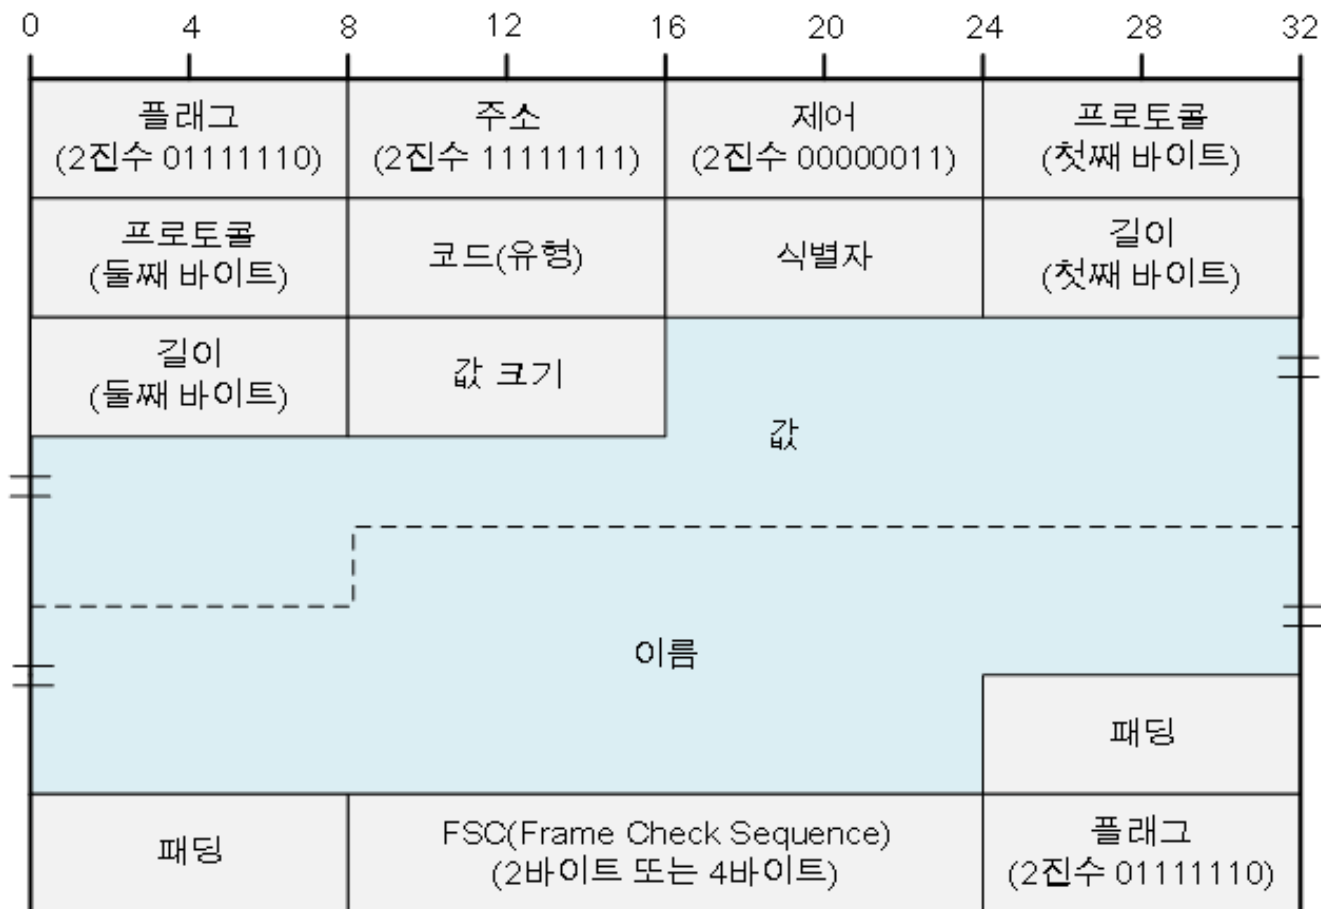 0 4 8 12 16 20 24 28 32
플래그 주소 제어 프로토콜
(2진수 01111110) (2진수 11111111) (2진수 00000011) (첫째 바이트)
프로토콜 코드(유형) 식별자 길이
(둘째 바이트) (첫째 바이트)
길이 값 크기
(둘째 바이트)
값
이름
패딩
패딩 FSC(Frame Check Sequence) 플래그
(2바이트 또는 4바이트) (2진수 01111110)